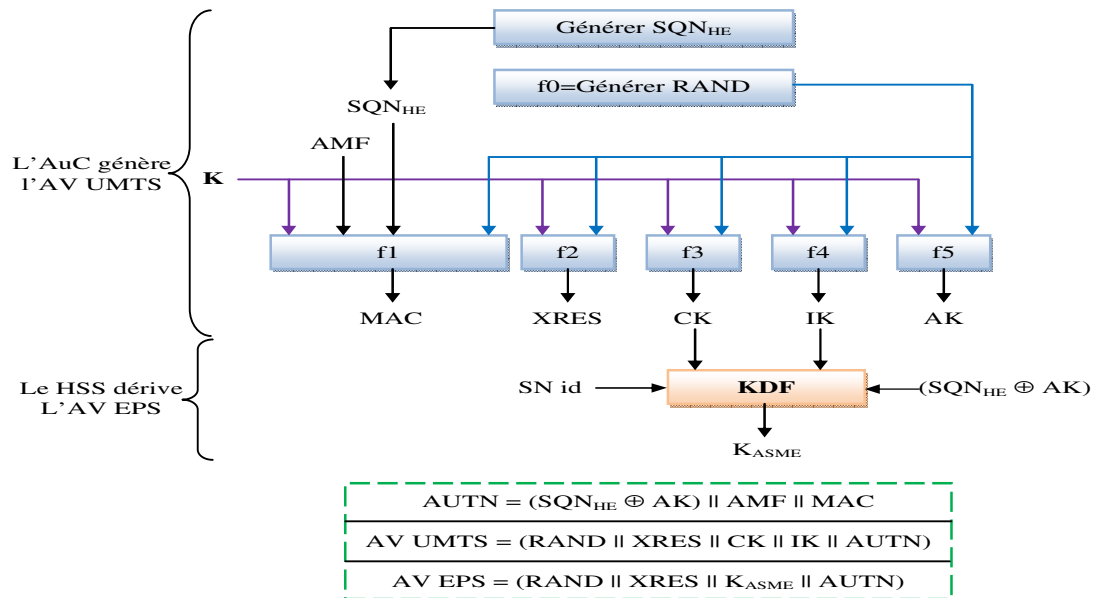 Générer SQN_HE
f0=Générer RAND
SQN_HE
AMF
L'AuC génère
l'AV UMTS
K
f1
f2
f3
f4
f5
MAC
XRES
CK
IK
AK
Le HSS dérive
L'AV EPS
SN id
KDF
(SQN_HE ⊕ AK)
K_ASME
AUTN = (SQN_HE ⊕ AK) ॥ AMF ॥ MAC
AV UMTS = (RAND ॥ XRES ॥ CK ॥ IK ॥ AUTN)
AV EPS = (RAND ॥ XRES ॥ K_ASME ॥ AUTN)